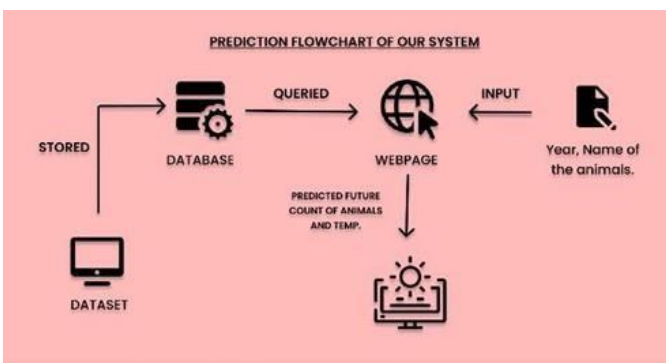 PREDICTION FLOWCHART OF OUR SYSTEM
QUERIED
INPUT
STORED
DATABASE
WEBPAGE
Year, Name of
the animals.
PREDICTED FUTURE
COUNT OF ANIMALS
AND TEMP.
DATASET